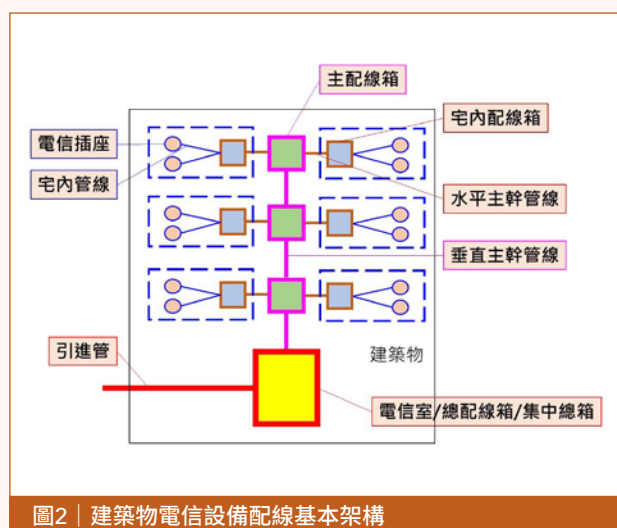 主配線箱
宅內配線箱
電信插座
宅內管線
水平主幹管線
垂直主幹管線
引進管
建築物
電信室/總配線箱/集中總箱
圖2｜建築物電信設備配線基本架構